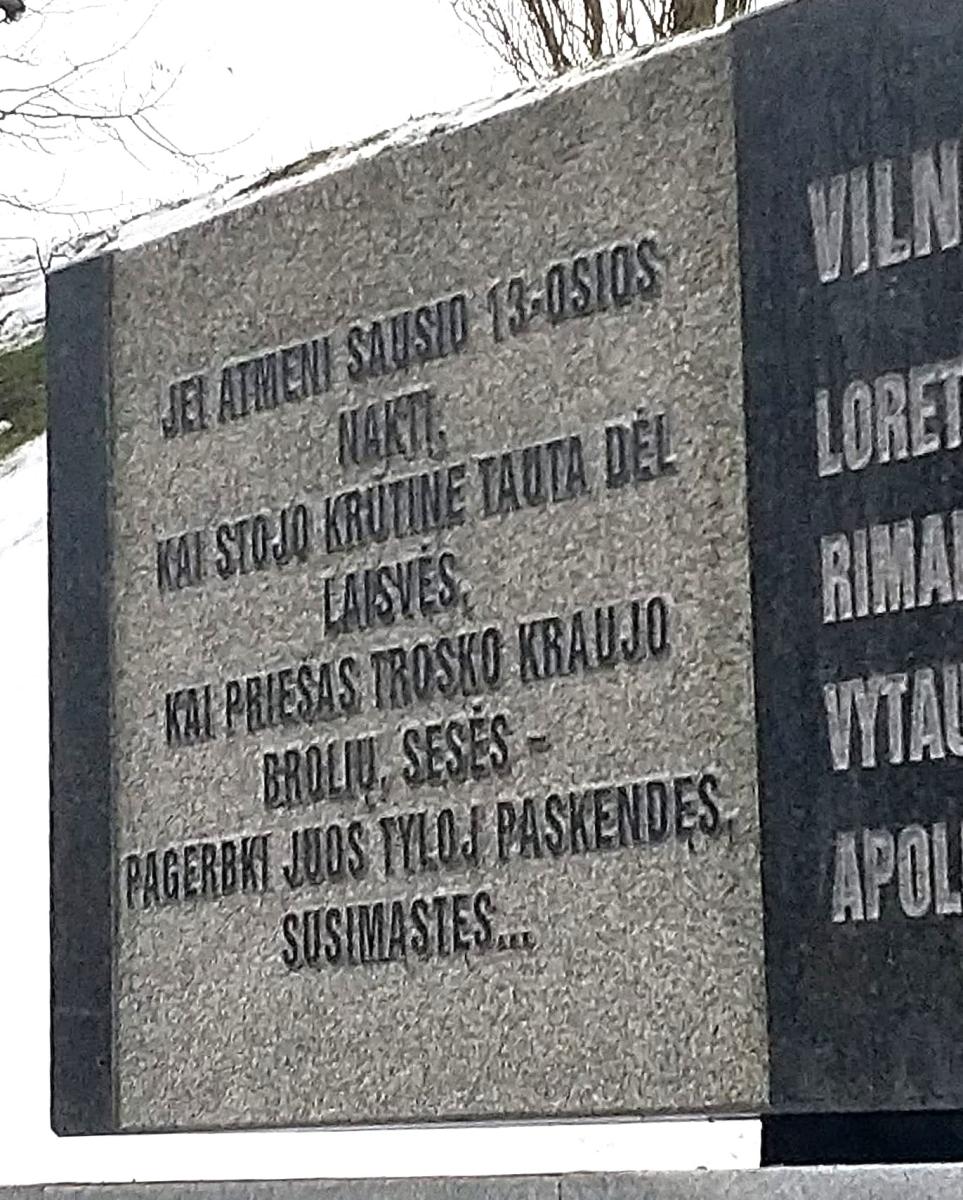 JEI ATMENI SAUSIO 13-OSIOS
NAKTĮ,
KAI STOJO KRŪTINE TAUTA DĖL
LAISVĖS,
KAI PRIEŠAS TROŠKO KRAUJO
BROLIŲ, SESĖS –
PAGERBKI JUOS TYLOJ PASKENDĘS,
SUSIMĄSTĘS...
VILN
LORET
RIMA
VYTAU
APOL